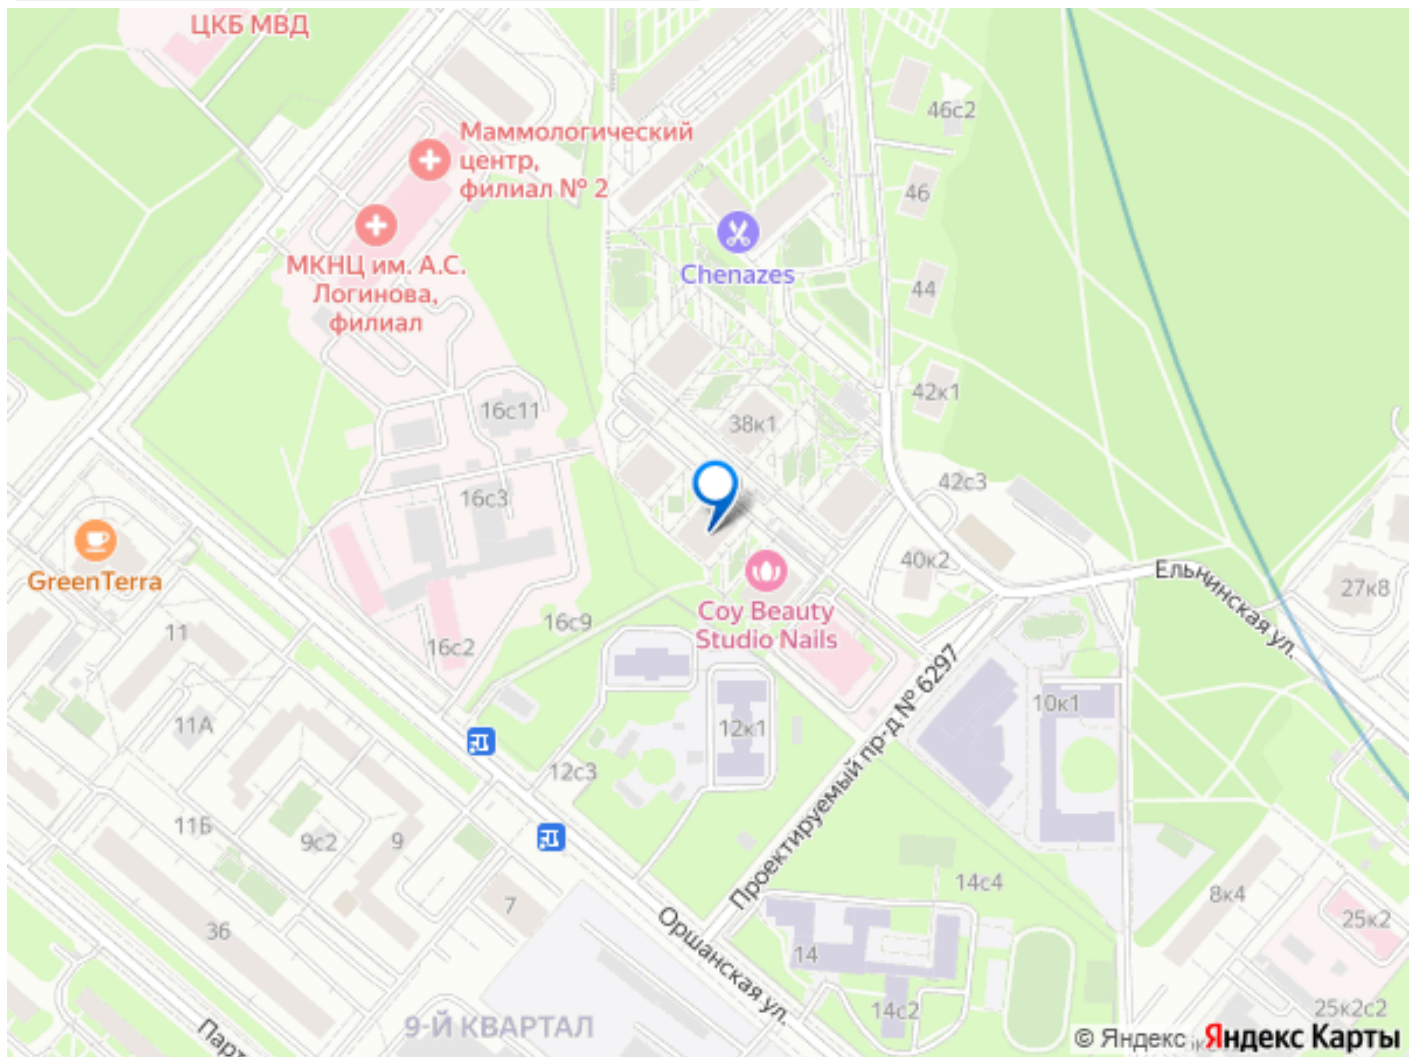 ЦКБ МВД
46с2
Маммологический
центр,
филиал № 2
46
Chenazes
МКНЦ им. А.С.
Логинова,
филиал
44
42к1
16с11
38к1
42с3
16с3
GreenTerra
40к2
Ельнинская ул.
27к8
Coy Beauty
Studio Nails
11
16с9
16с2
Проектируемый пр-д № 6297
10к1
11А
12к1
12с3
11Б
9с2
9
14с4
8к4
7
25к2
36
Оршанская ул.
14
14с2
25к2с2
9-Й КВАРТАЛ
Парт
© Яндекс
Яндекс Карты